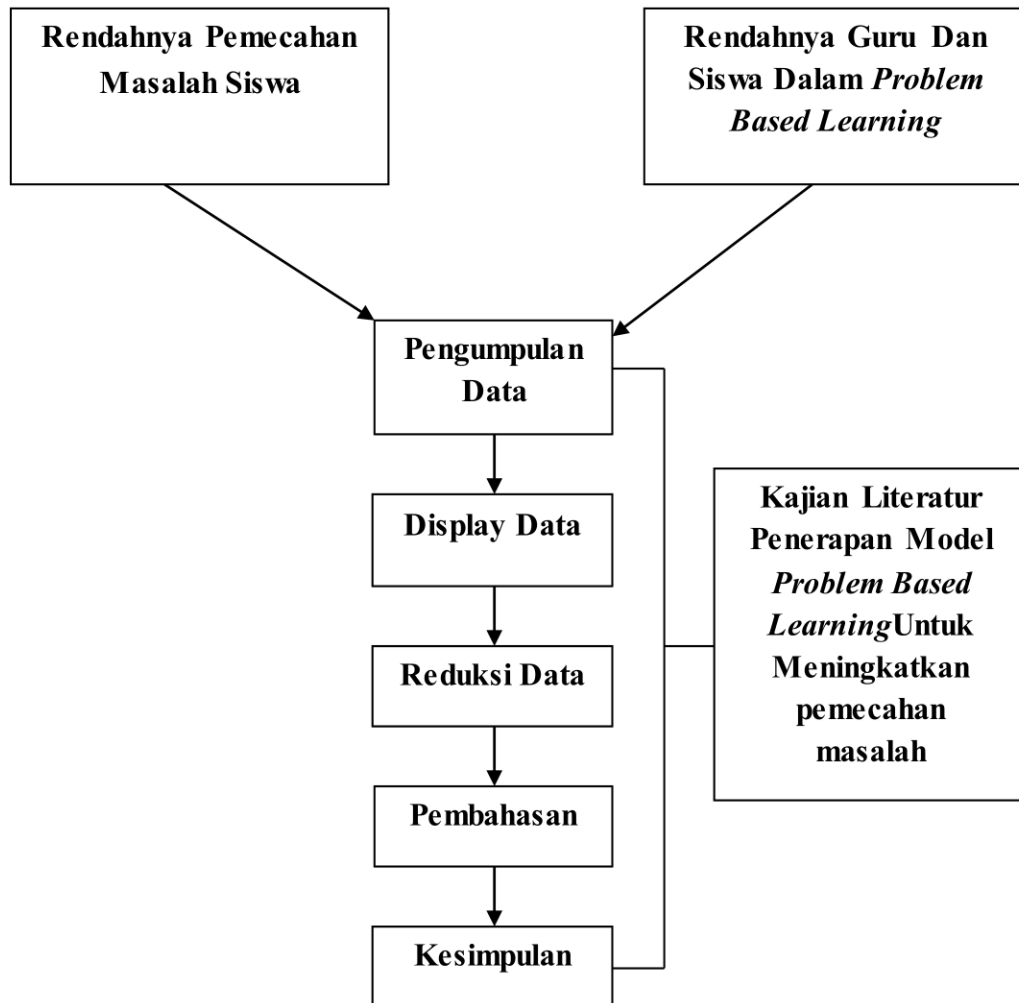 Rendahnya Pemecahan
Masalah Siswa
Rendahnya Guru Dan
Siswa Dalam Problem
Based Learning
Pengumpulan
Data
Display Data
Reduksi Data
Pembahasan
Kesimpulan
Kajian Literatur
Penerapan Model
Problem Based
LearningUntuk
Meningkatkan
pemecahan
masalah